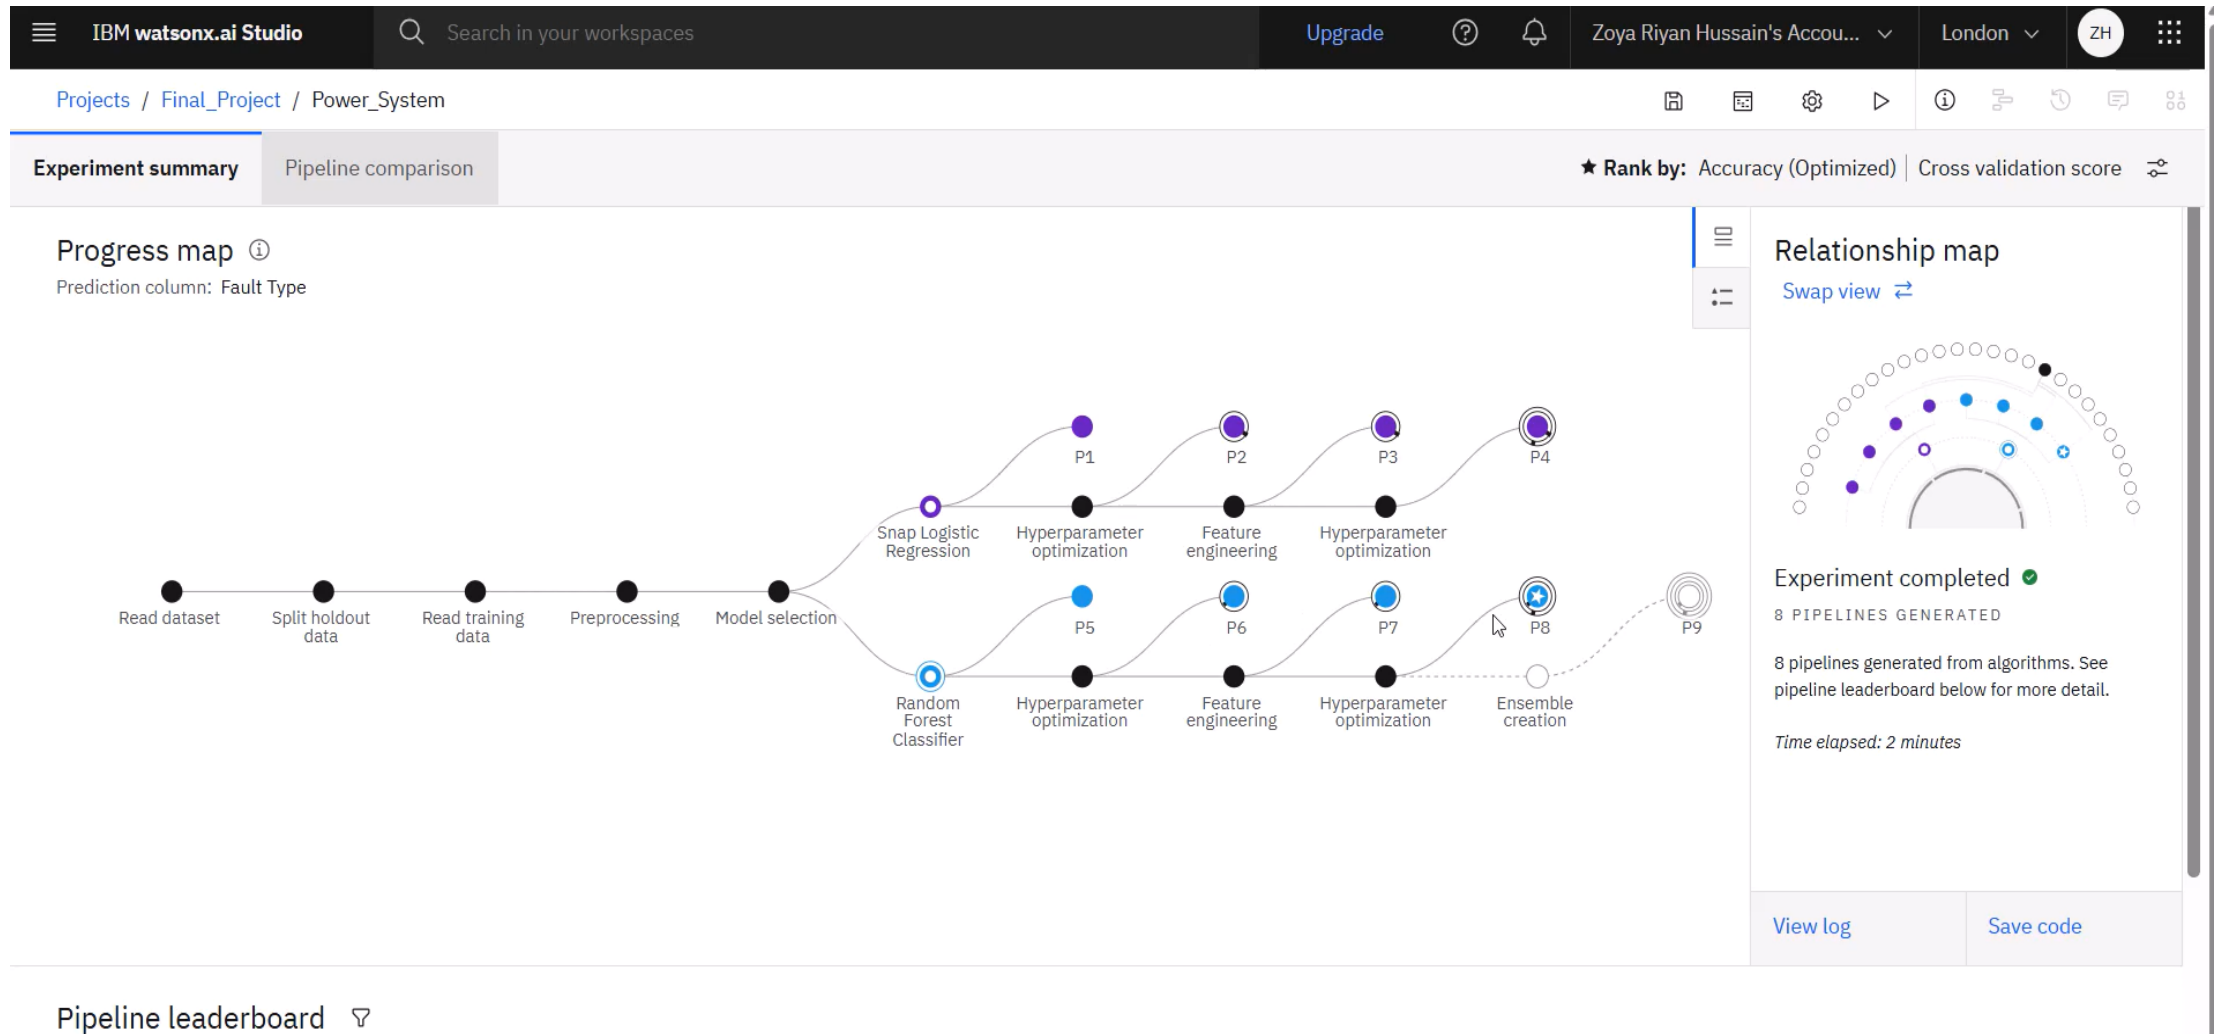 IBM watsonx.ai Studio
Search in your workspaces
Upgrade
Zoya Riyan Hussain's Accou...
London
ZH
Projects / Final_Project / Power_System
Experiment summary
Pipeline comparison
Rank by: Accuracy (Optimized) | Cross validation score
Progress map
Prediction column: Fault Type
Relationship map
Swap view
P1
P2
P3
P4
Snap Logistic
Regression
Hyperparameter
optimization
Feature
engineering
Hyperparameter
optimization
Read dataset
Split holdout
data
Read training
data
Preprocessing
Model selection
P5
P6
P7
P8
P9
Random
Forest
Classifier
Hyperparameter
optimization
Feature
engineering
Hyperparameter
optimization
Ensemble
creation
Experiment completed
8 PIPELINES GENERATED
8 pipelines generated from algorithms. See
pipeline leaderboard below for more detail.
Time elapsed: 2 minutes
View log
Save code
Pipeline leaderboard